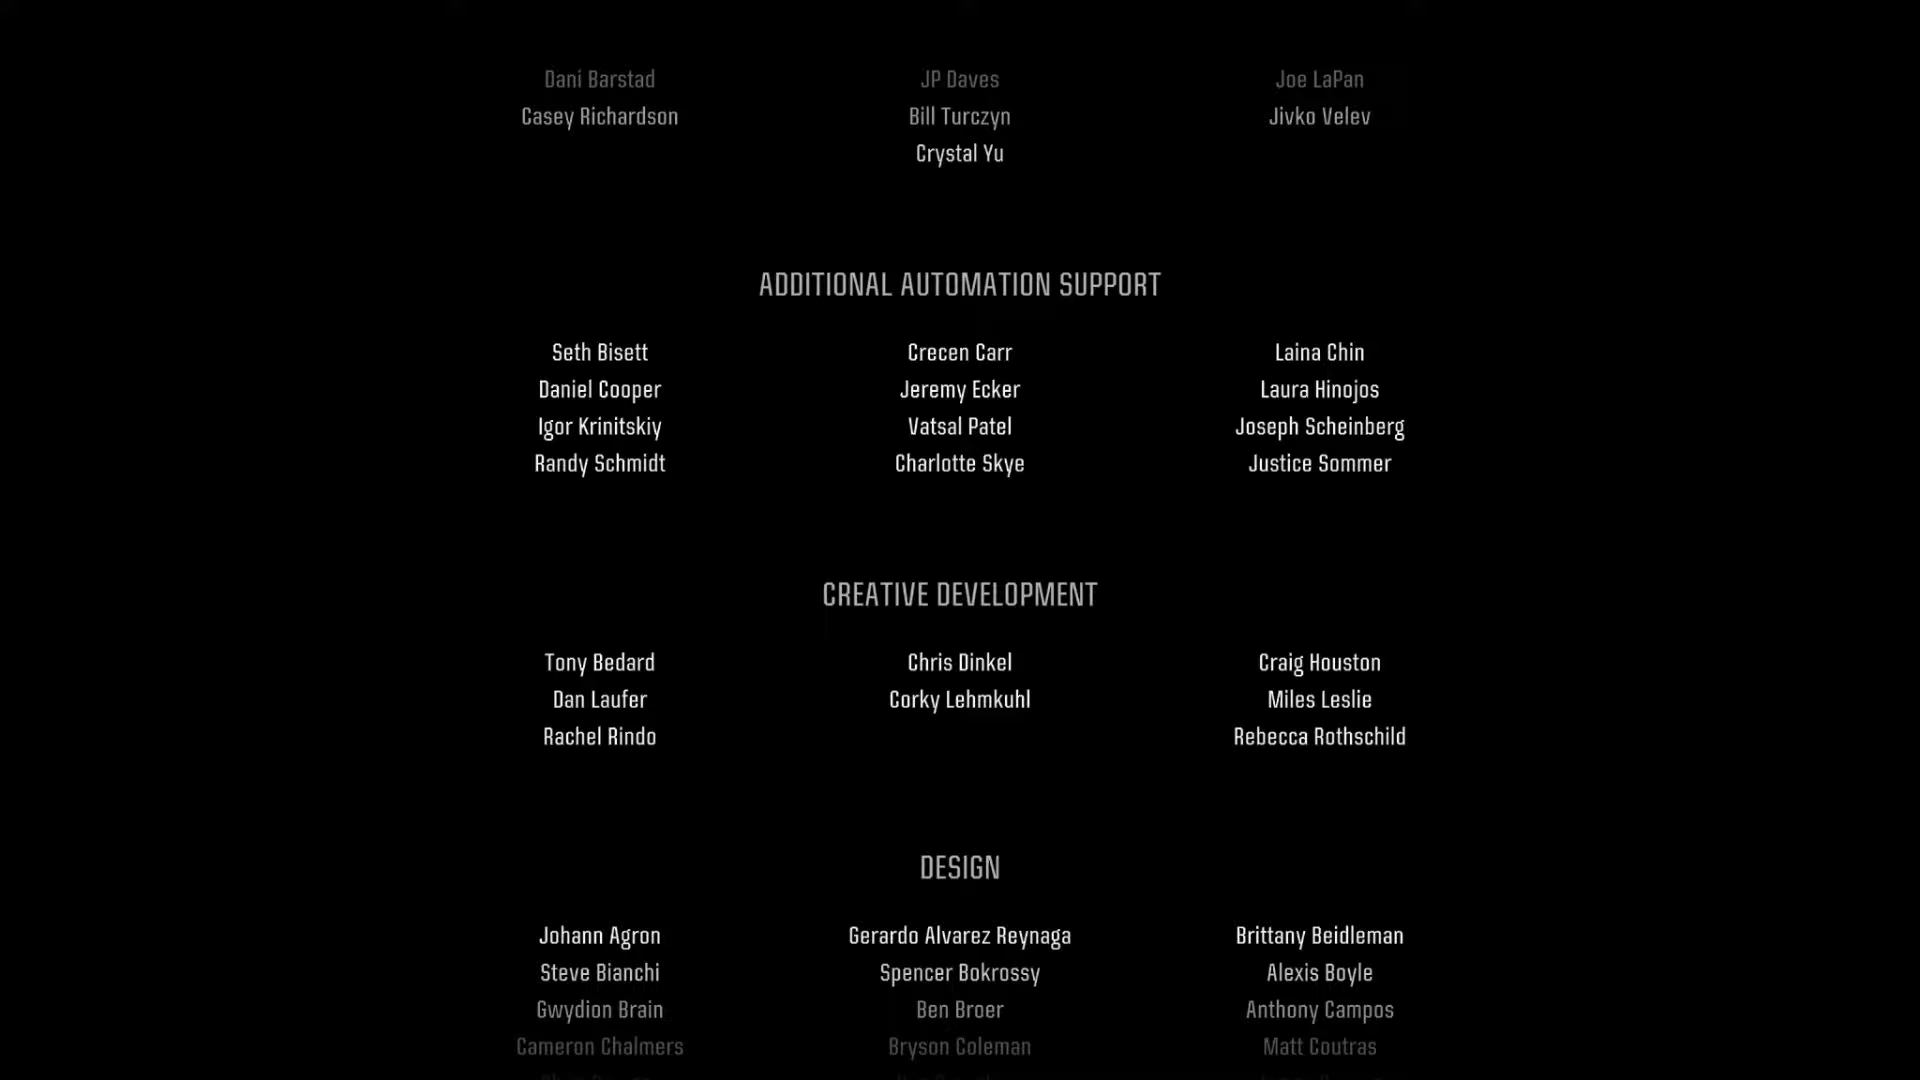 Dani Barstad JP Daves Joe LaPan
Casey Richardson Bill Turczyn Jivko Velev
Crystal Yu
ADDITIONAL AUTOMATION SUPPORT
Seth Bisett Crecen Carr Laina Chin
Daniel Cooper Jeremy Ecker Laura Hinojos
Igor Krinitskiy Vatsal Patel Joseph Scheinberg
Randy Schmidt Charlotte Skye Justice Sommer
CREATIVE DEVELOPMENT
Tony Bedard Chris Dinkel Craig Houston
Dan Laufer Corky Lehmkuhl Miles Leslie
Rachel Rindo Rebecca Rothschild
DESIGN
Johann Agron Gerardo Alvarez Reynaga Brittany Beidleman
Steve Bianchi Spencer Bokrossy Alexis Boyle
Gwydion Brain Ben Broer Anthony Campos
Cameron Chalmers Bryson Coleman Matt Coutras